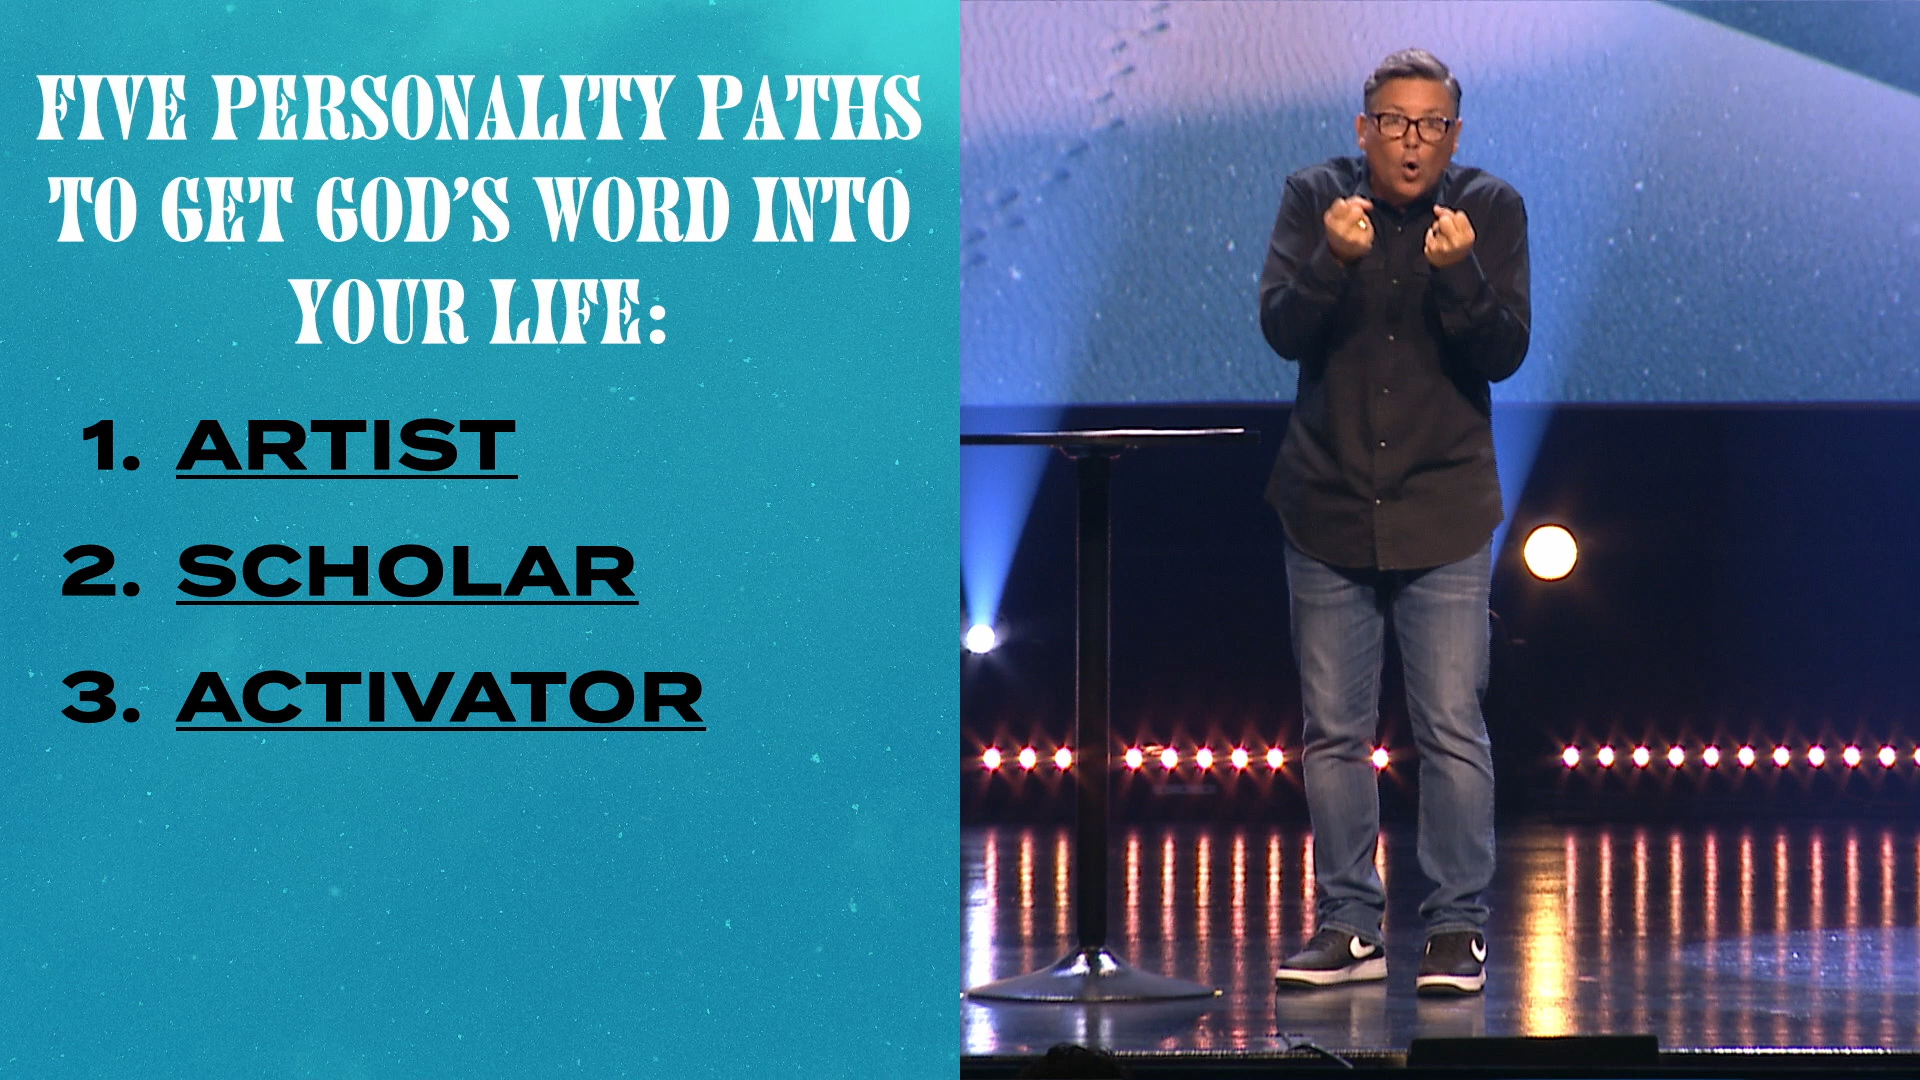 FIVE PERSONALITY PATHS
TO GET GOD'S WORD INTO
YOUR LIFE:
1. ARTIST
2. SCHOLAR
3. ACTIVATOR